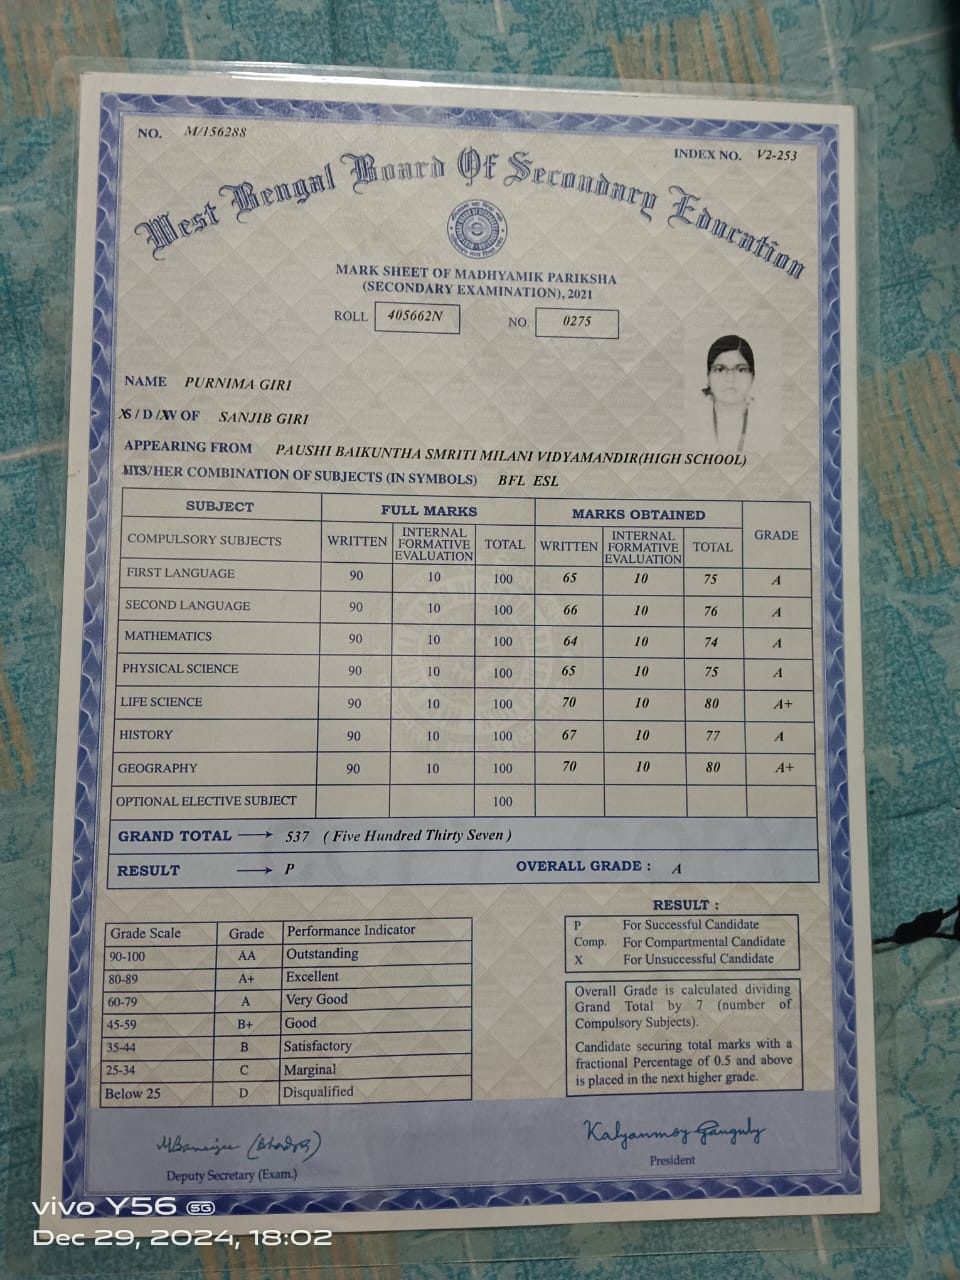 NO. M/156288
INDEX NO. V2-253
West Bengal Board Of Secondary Education
MARK SHEET OF MADHYAMIK PARIKSHA
(SECONDARY EXAMINATION), 2021
ROLL 405662N NO. 0275
NAME PURNIMA GIRI
S / D / W OF SANJIB GIRI
APPEARING FROM PAUSHI BAIKUNTHA SMRITI MILANI VIDYAMANDIR(HIGH SCHOOL)
HIS/HER COMBINATION OF SUBJECTS (IN SYMBOLS) BFL ESL
SUBJECT FULL MARKS MARKS OBTAINED GRADE
COMPULSORY SUBJECTS WRITTEN INTERNAL FORMATIVE EVALUATION TOTAL WRITTEN INTERNAL FORMATIVE EVALUATION TOTAL
FIRST LANGUAGE 90 10 100 65 10 75 A
SECOND LANGUAGE 90 10 100 66 10 76 A
MATHEMATICS 90 10 100 64 10 74 A
PHYSICAL SCIENCE 90 10 100 65 10 75 A
LIFE SCIENCE 90 10 100 70 10 80 A+
HISTORY 90 10 100 67 10 77 A
GEOGRAPHY 90 10 100 70 10 80 A+
OPTIONAL ELECTIVE SUBJECT 100
GRAND TOTAL → 537 ( Five Hundred Thirty Seven )
RESULT → P OVERALL GRADE : A
Grade Scale Grade Performance Indicator
90-100 AA Outstanding
80-89 A+ Excellent
60-79 A Very Good
45-59 B+ Good
35-44 B Satisfactory
25-34 C Marginal
Below 25 D Disqualified
RESULT :
P For Successful Candidate
Comp. For Compartmental Candidate
X For Unsuccessful Candidate
Overall Grade is calculated dividing
Grand Total by 7 (number of
Compulsory Subjects).
Candidate securing total marks with a
fractional Percentage of 0.5 and above
is placed in the next higher grade.
Kalyanmoy Ganguly
Deputy Secretary (Exam.)
President
vivo Y56 5G
Dec 29, 2024, 18:02